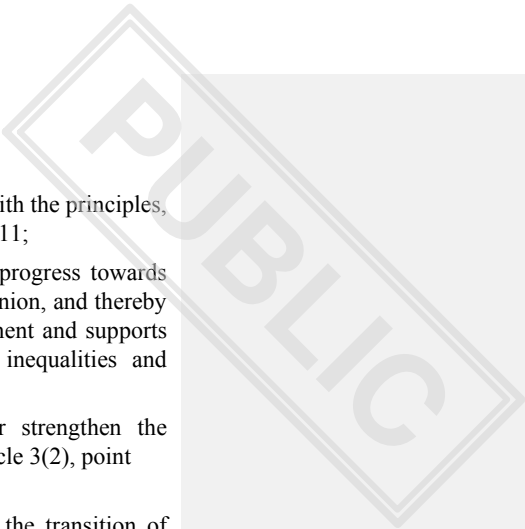 PUBLIC
ith the principles,
11;
progress towards
nion, and thereby
nent and supports
inequalities and
r strengthen the
cle 3(2), point
the transition of